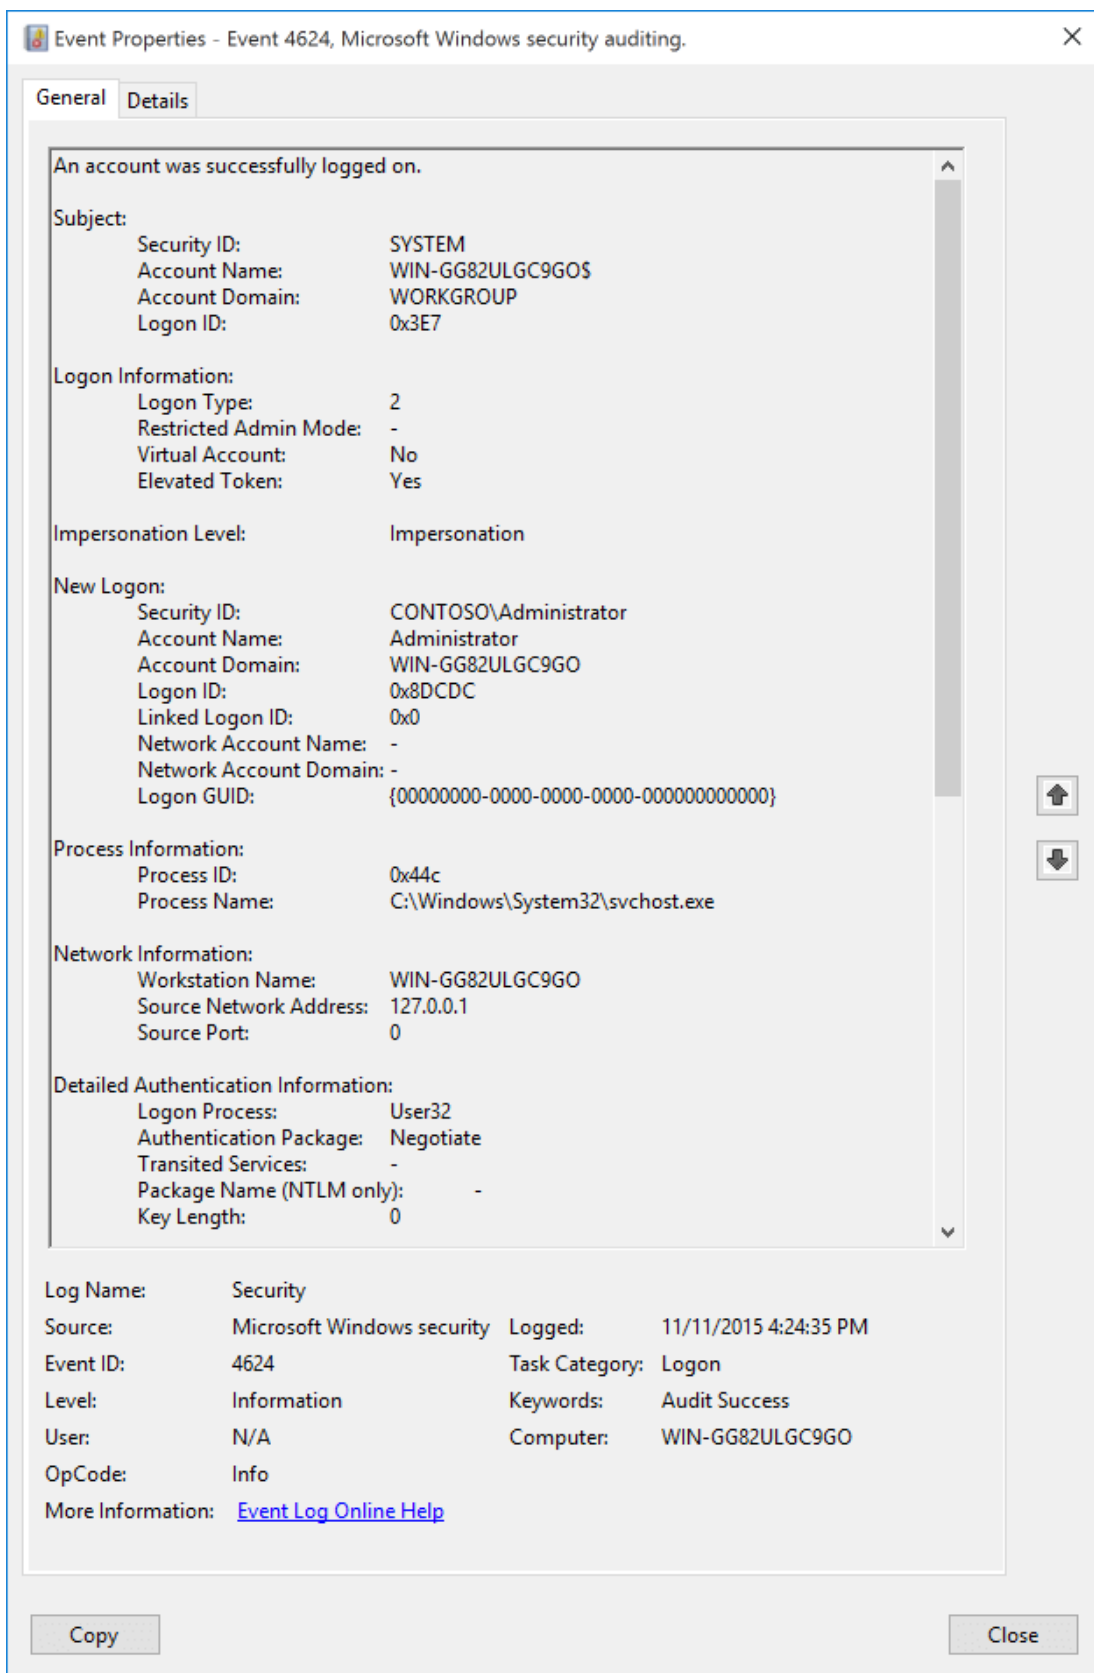 Event Properties - Event 4624, Microsoft Windows security auditing.
General Details
An account was successfully logged on.
Subject:
Security ID: SYSTEM
Account Name: WIN-GG82ULGC9GO$
Account Domain: WORKGROUP
Logon ID: 0x3E7
Logon Information:
Logon Type: 2
Restricted Admin Mode: -
Virtual Account: No
Elevated Token: Yes
Impersonation Level: Impersonation
New Logon:
Security ID: CONTOSO\Administrator
Account Name: Administrator
Account Domain: WIN-GG82ULGC9GO
Logon ID: 0x8DCDC
Linked Logon ID: 0x0
Network Account Name: -
Network Account Domain: -
Logon GUID: {00000000-0000-0000-0000-000000000000}
Process Information:
Process ID: 0x44c
Process Name: C:\Windows\System32\svchost.exe
Network Information:
Workstation Name: WIN-GG82ULGC9GO
Source Network Address: 127.0.0.1
Source Port: 0
Detailed Authentication Information:
Logon Process: User32
Authentication Package: Negotiate
Transited Services: -
Package Name (NTLM only): -
Key Length: 0
Log Name: Security
Source: Microsoft Windows security Logged: 11/11/2015 4:24:35 PM
Event ID: 4624 Task Category: Logon
Level: Information Keywords: Audit Success
User: N/A Computer: WIN-GG82ULGC9GO
OpCode: Info
More Information: Event Log Online Help
Copy Close